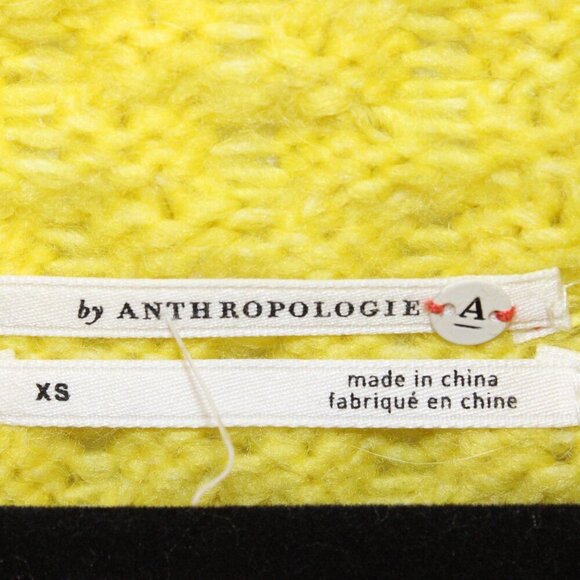 by ANTHROPOLOGIE A
XS
made in china
fabriqué en chine